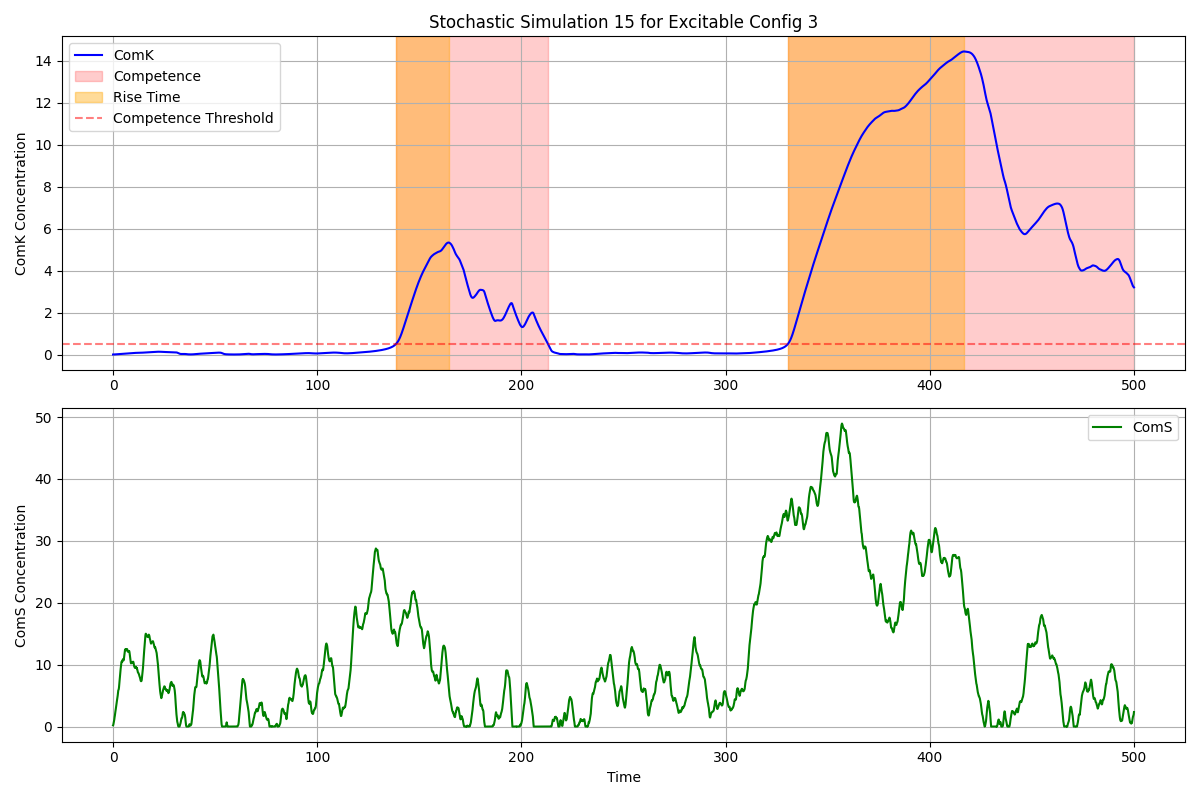 Stochastic Simulation 15 for Excitable Config 3
ComK Concentration
14
12
10
8
6
4
2
0
ComK
Competence
Rise Time
Competence Threshold
0 100 200 300 400 500
ComS Concentration
50
40
30
20
10
0
ComS
0 100 200 300 400 500
Time